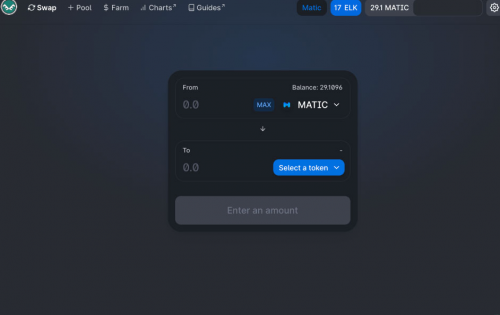 Swap Pool $ Farm Charts↗ Guides↗ Matic 17 ELK 29.1 MATIC
From Balance: 29.1096
0.0 MAX MATIC
To -
0.0 Select a token
Enter an amount